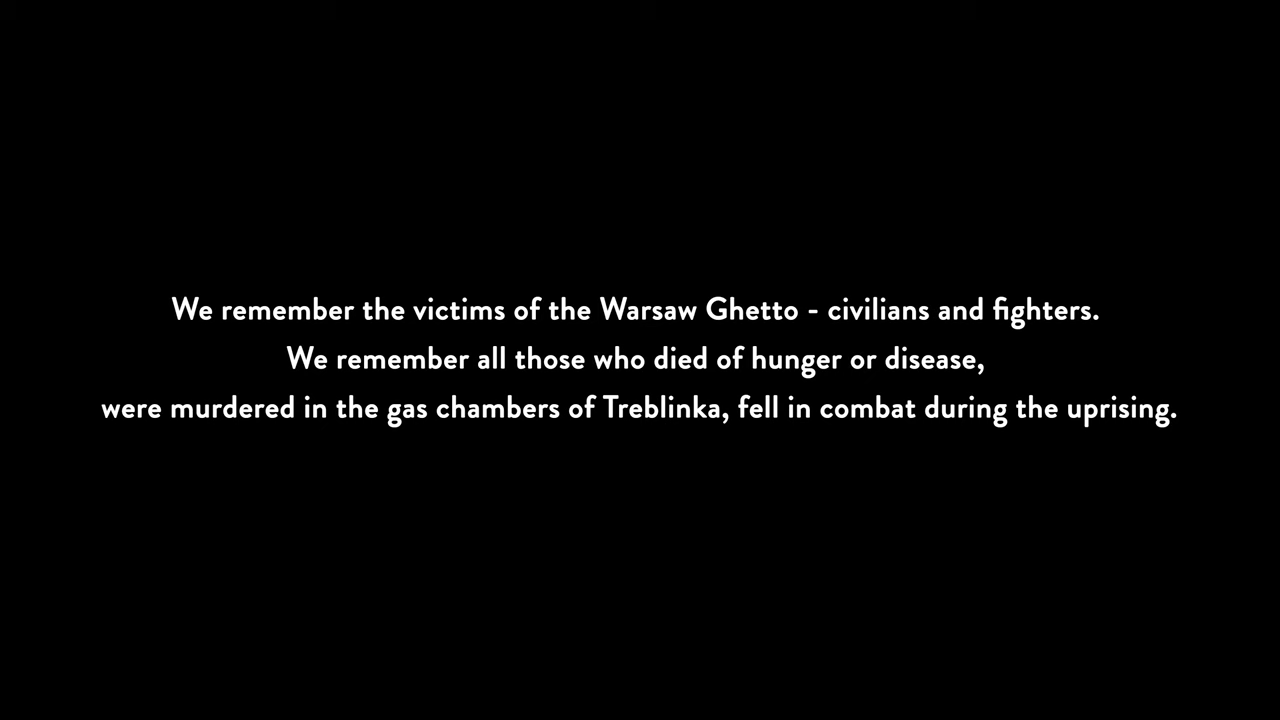 We remember the victims of the Warsaw Ghetto - civilians and fighters.
We remember all those who died of hunger or disease,
were murdered in the gas chambers of Treblinka, fell in combat during the uprising.